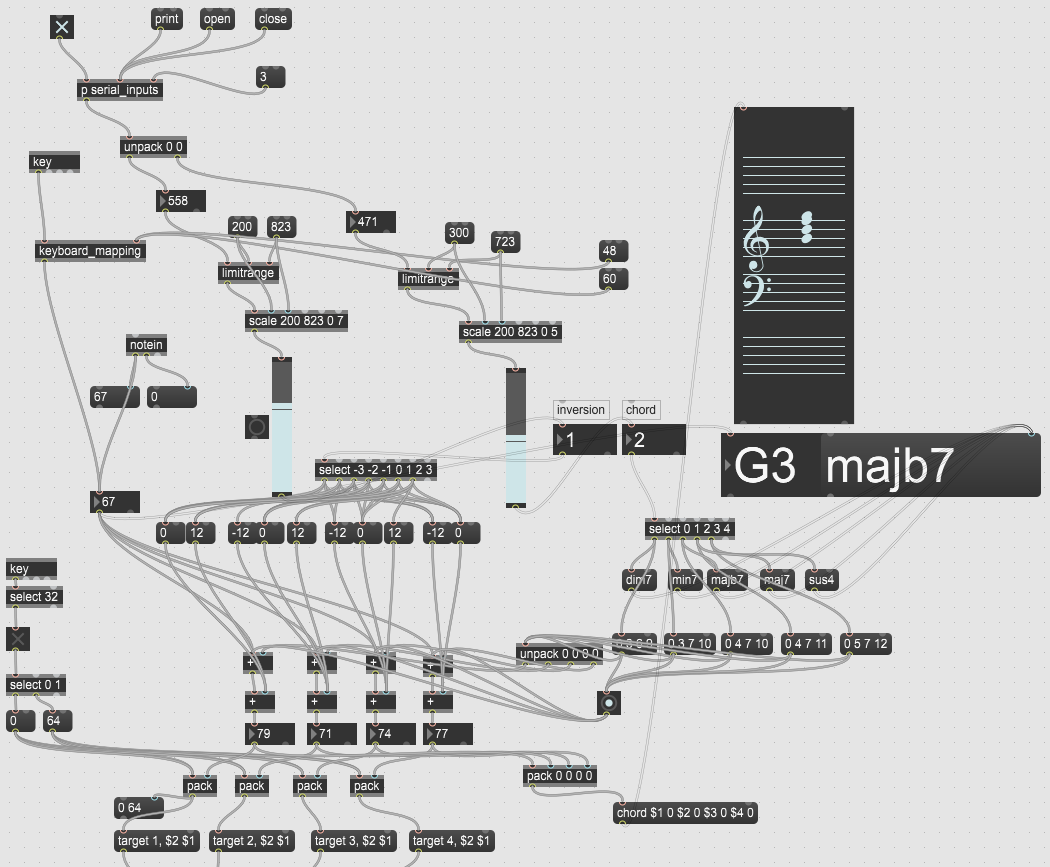 print open close
3
p serial_inputs
unpack 0 0
key
558
471
200 823
300
723
keyboard_mapping
48
limitrange
limitrange
60
scale 200 823 0 7
scale 200 823 0 5
notein
67 0
inversion chord
1 2
G3 majb7
select -3 -2 -1 0 1 2 3
67
0 12 -12 0 12 -12 0 12 -12 0
select 0 1 2 3 4
key
dim7 min7 majb7 maj7 sus4
select 32
0 3 7 10 0 4 7 10 0 4 7 11 0 5 7 12
unpack 0 0 0 0
+ + + +
select 0 1
+ + + +
0 64
79 71 74 77
pack 0 0 0 0
pack pack pack pack
0 64
chord $1 0 $2 0 $3 0 $4 0
target 1, $2 $1 target 2, $2 $1 target 3, $2 $1 target 4, $2 $1